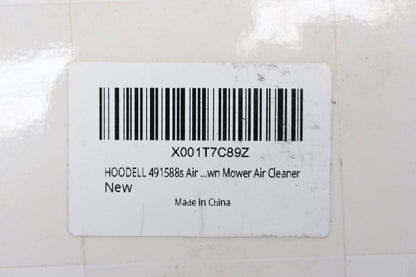 X001T7C89Z
HOODELL 491588s Air ...wn Mower Air Cleaner
New
Made in China